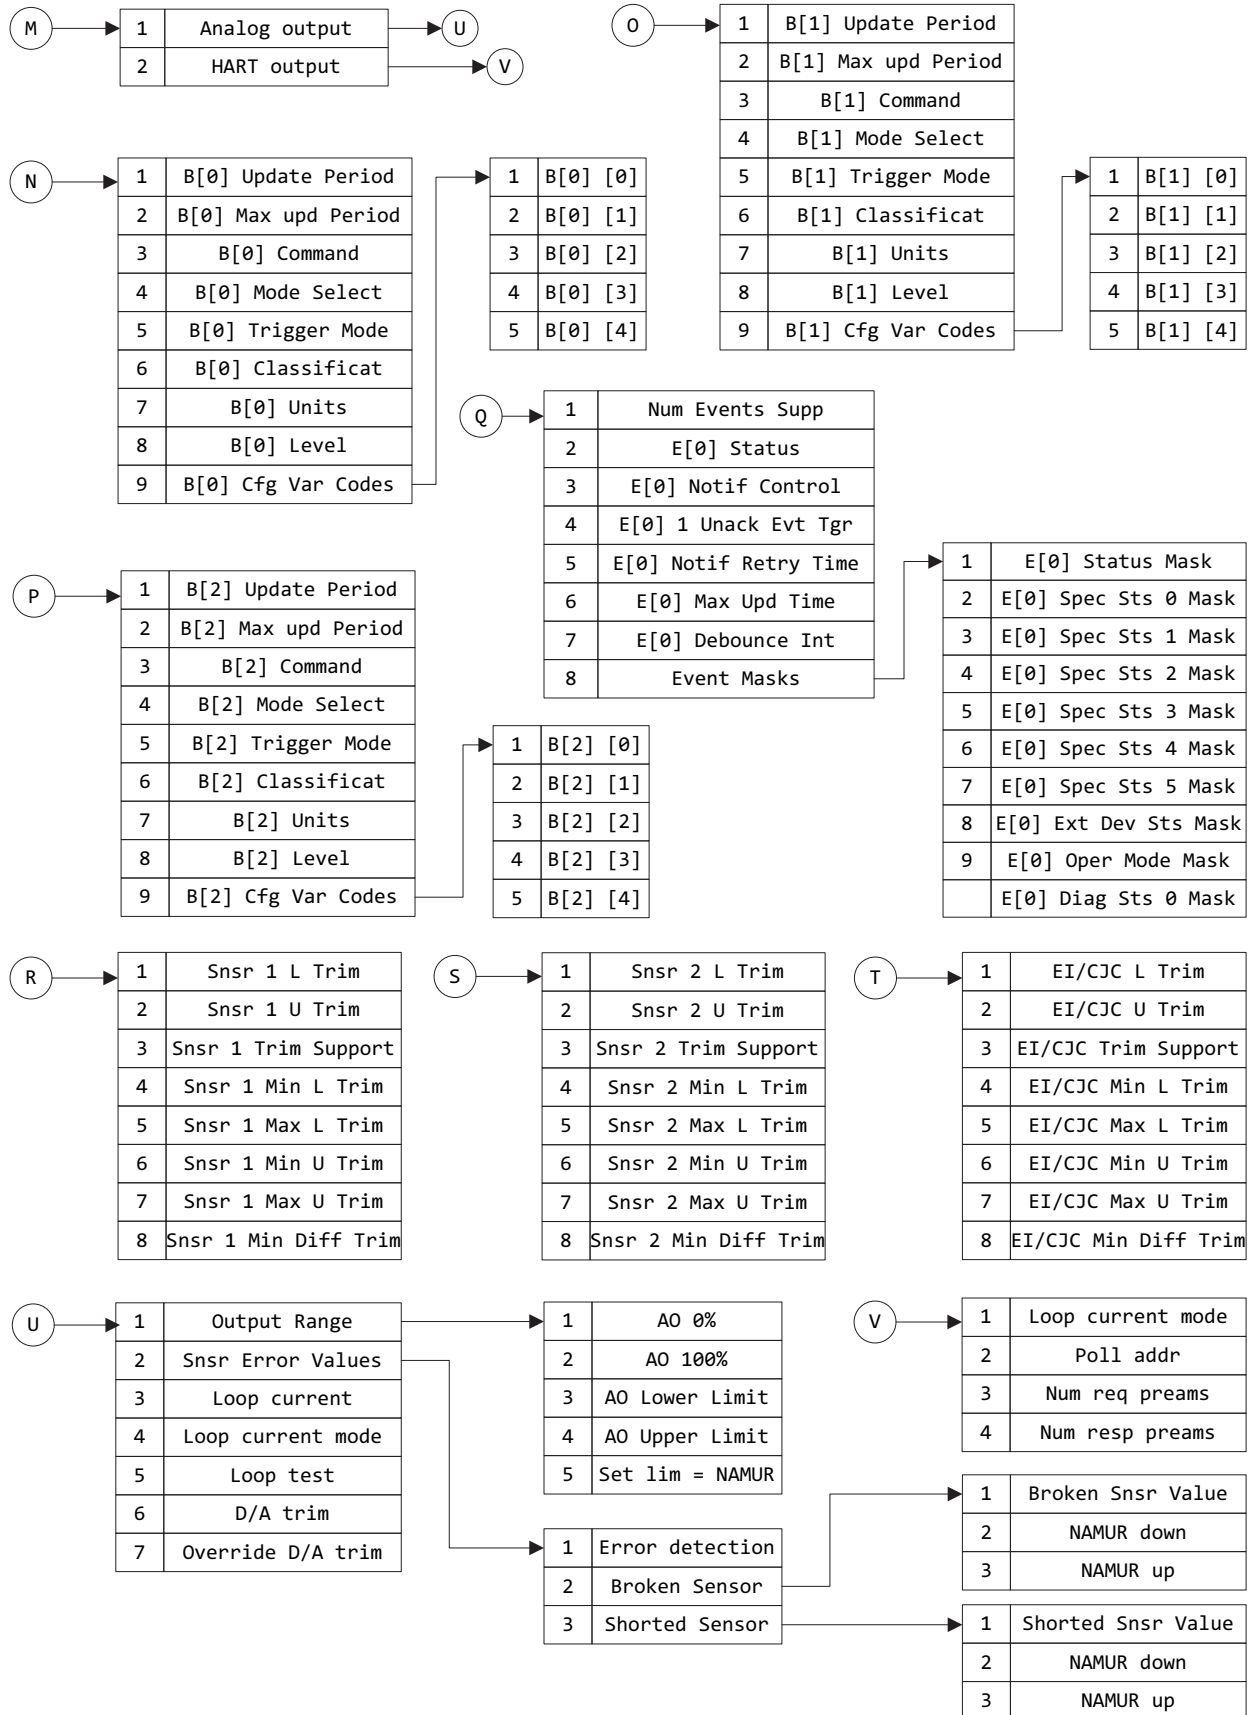 M
1 Analog output
U
2 HART output
V
O
1 B[1] Update Period
2 B[1] Max upd Period
3 B[1] Command
4 B[1] Mode Select
5 B[1] Trigger Mode
6 B[1] Classificat
7 B[1] Units
8 B[1] Level
9 B[1] Cfg Var Codes
1 B[1] [0]
2 B[1] [1]
3 B[1] [2]
4 B[1] [3]
5 B[1] [4]
N
1 B[0] Update Period
2 B[0] Max upd Period
3 B[0] Command
4 B[0] Mode Select
5 B[0] Trigger Mode
6 B[0] Classificat
7 B[0] Units
8 B[0] Level
9 B[0] Cfg Var Codes
1 B[0] [0]
2 B[0] [1]
3 B[0] [2]
4 B[0] [3]
5 B[0] [4]
Q
1 Num Events Supp
2 E[0] Status
3 E[0] Notif Control
4 E[0] 1 Unack Evt Tgr
5 E[0] Notif Retry Time
6 E[0] Max Upd Time
7 E[0] Debounce Int
8 Event Masks
1 E[0] Status Mask
2 E[0] Spec Sts 0 Mask
3 E[0] Spec Sts 1 Mask
4 E[0] Spec Sts 2 Mask
5 E[0] Spec Sts 3 Mask
6 E[0] Spec Sts 4 Mask
7 E[0] Spec Sts 5 Mask
8 E[0] Ext Dev Sts Mask
9 E[0] Oper Mode Mask
E[0] Diag Sts 0 Mask
P
1 B[2] Update Period
2 B[2] Max upd Period
3 B[2] Command
4 B[2] Mode Select
5 B[2] Trigger Mode
6 B[2] Classificat
7 B[2] Units
8 B[2] Level
9 B[2] Cfg Var Codes
1 B[2] [0]
2 B[2] [1]
3 B[2] [2]
4 B[2] [3]
5 B[2] [4]
R
1 Snsr 1 L Trim
2 Snsr 1 U Trim
3 Snsr 1 Trim Support
4 Snsr 1 Min L Trim
5 Snsr 1 Max L Trim
6 Snsr 1 Min U Trim
7 Snsr 1 Max U Trim
8 Snsr 1 Min Diff Trim
S
1 Snsr 2 L Trim
2 Snsr 2 U Trim
3 Snsr 2 Trim Support
4 Snsr 2 Min L Trim
5 Snsr 2 Max L Trim
6 Snsr 2 Min U Trim
7 Snsr 2 Max U Trim
8 Snsr 2 Min Diff Trim
T
1 EI/CJC L Trim
2 EI/CJC U Trim
3 EI/CJC Trim Support
4 EI/CJC Min L Trim
5 EI/CJC Max L Trim
6 EI/CJC Min U Trim
7 EI/CJC Max U Trim
8 EI/CJC Min Diff Trim
U
1 Output Range
2 Snsr Error Values
3 Loop current
4 Loop current mode
5 Loop test
6 D/A trim
7 Override D/A trim
1 AO 0%
2 AO 100%
3 AO Lower Limit
4 AO Upper Limit
5 Set lim = NAMUR
1 Error detection
2 Broken Sensor
3 Shorted Sensor
V
1 Loop current mode
2 Poll addr
3 Num req preams
4 Num resp preams
1 Broken Snsr Value
2 NAMUR down
3 NAMUR up
1 Shorted Snsr Value
2 NAMUR down
3 NAMUR up